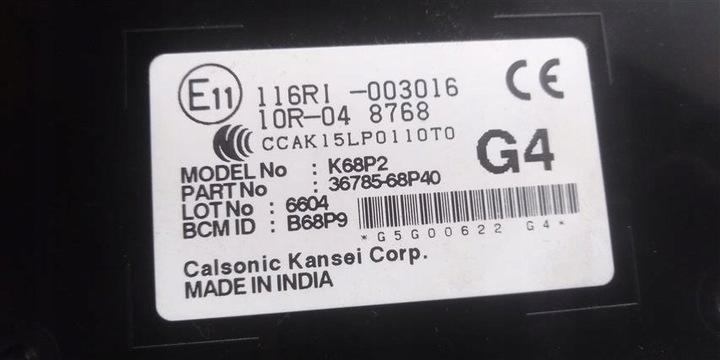 E11 116RI -003016 CE
10R-04 8768
CCAK15LP0110T0
MODEL No : K68P2 G4
PART No : 36785-68P40
LOT No : 6604
BCM ID : B68P9
*G5G00622 G4*
Calsonic Kansei Corp.
MADE IN INDIA